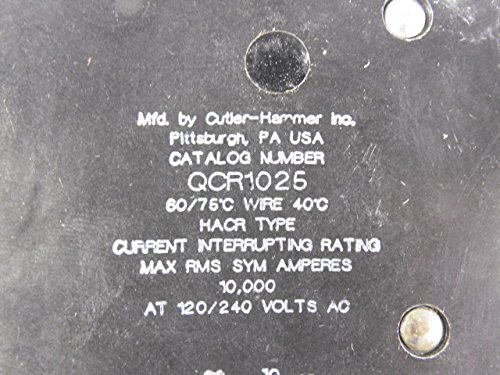 Mfd. by Cutler-Hammer Inc.
Pittsburgh, PA USA
CATALOG NUMBER
QCR1025
60/75°C WIRE 40°C
HACR TYPE
CURRENT INTERRUPTING RATING
MAX RMS SYM AMPERES
10,000
AT 120/240 VOLTS AC